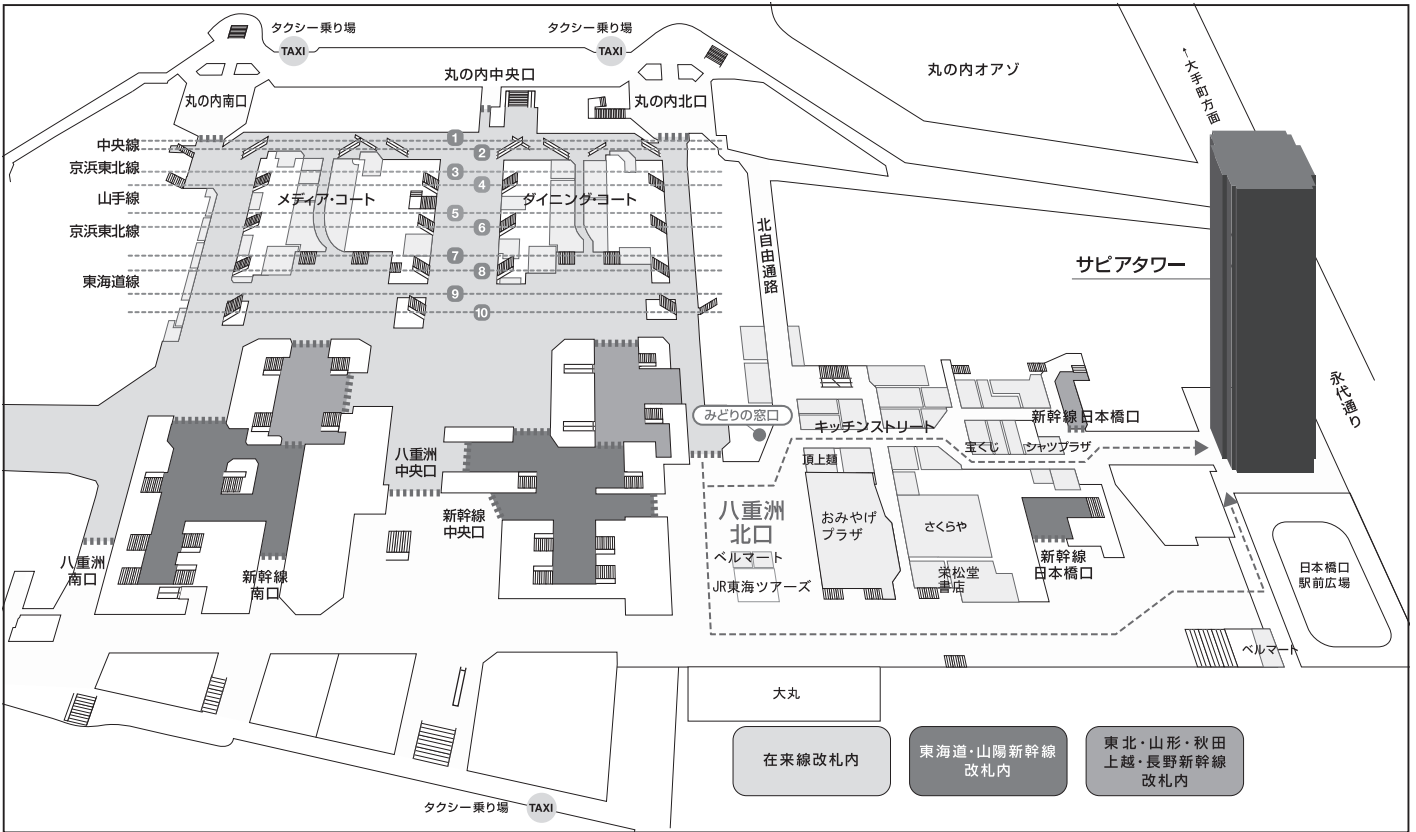 タクシー乗り場
TAXI
タクシー乗り場
TAXI
丸の内中央口
丸の内南口
丸の内北口
丸の内オアゾ
←大手町方面
中央線
京浜東北線
山手線
京浜東北線
東海道線
1
2
3
4
5
6
7
8
9
10
メディア・コート
ダイニング・コート
北自由通路
サピアタワー
永代通り
みどりの窓口
キッチンストリート
新幹線日本橋口
宝くじ
シャツプラザ
頂上麺
八重洲
中央口
新幹線
中央口
八重洲
北口
おみやげ
プラザ
さくらや
ベルマート
JR東海ツアーズ
栄松堂
書店
新幹線
日本橋口
八重洲
南口
新幹線
南口
日本橋口
駅前広場
ベルマート
大丸
在来線改札内
東海道・山陽新幹線
改札内
東北・山形・秋田
上越・長野新幹線
改札内
タクシー乗り場
TAXI